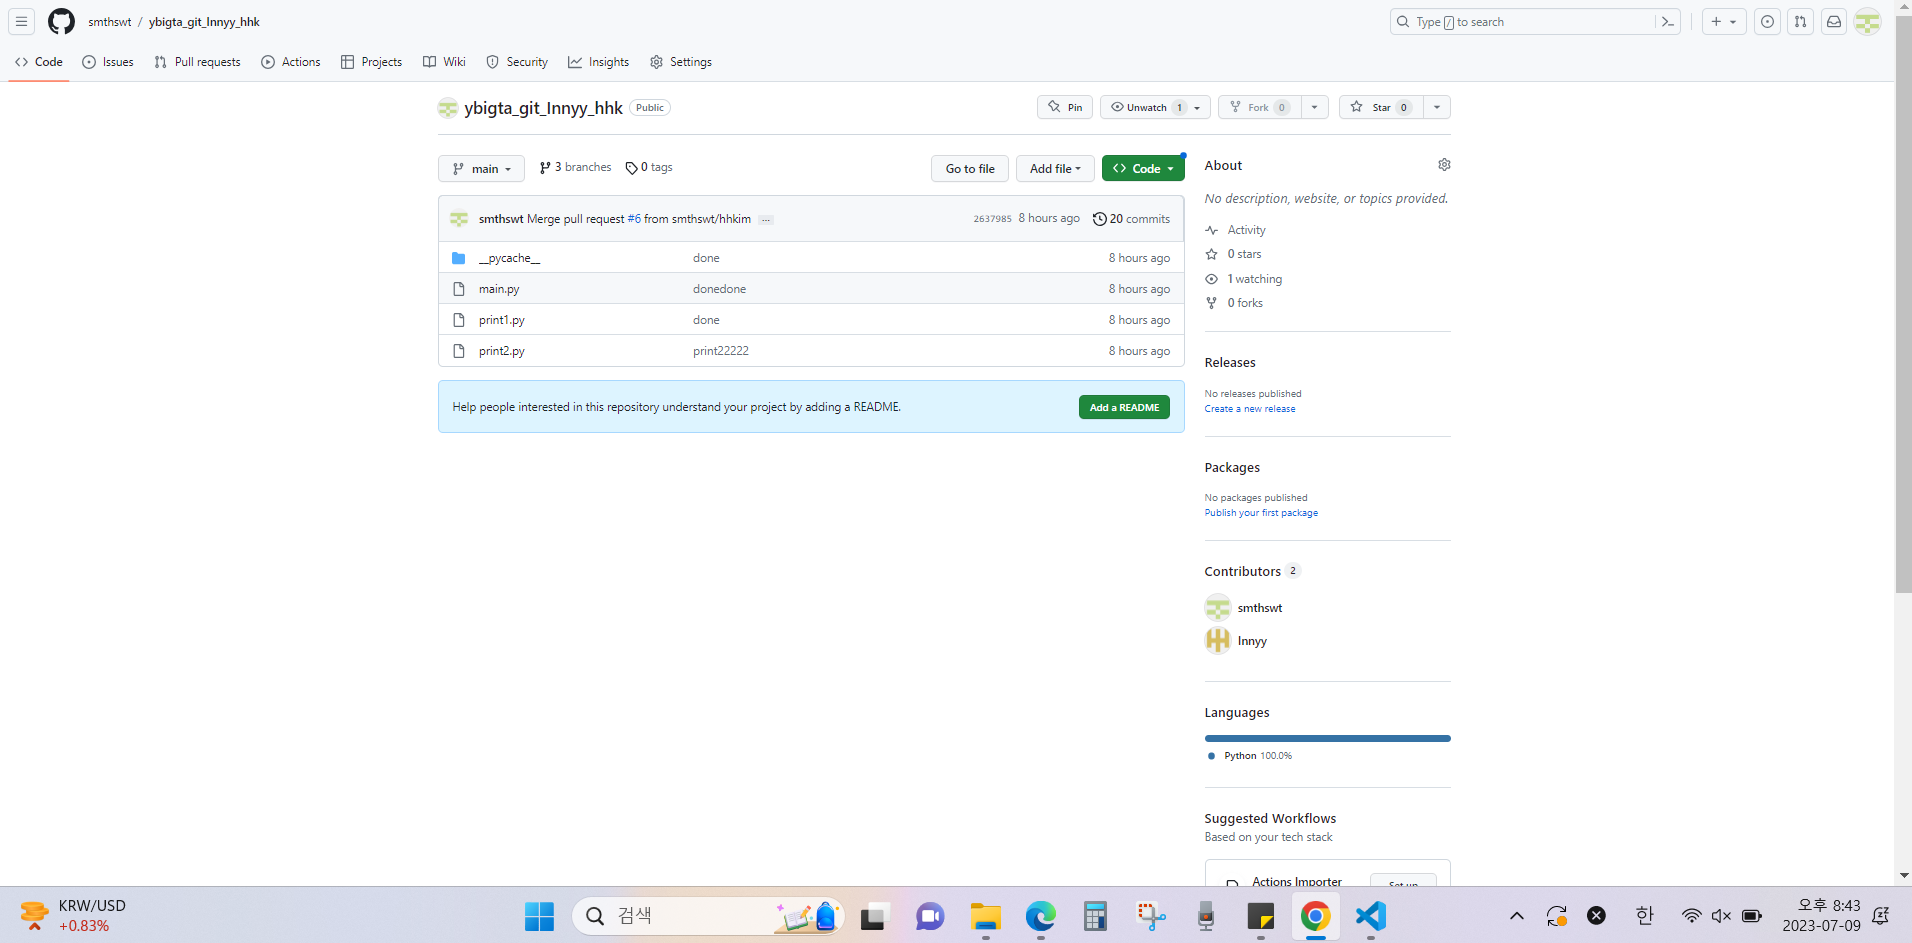 smthswt / ybigta_git_Innyy_hhk
Type / to search
Code Issues Pull requests Actions Projects Wiki Security Insights Settings
ybigta_git_Innyy_hhk Public
Pin Unwatch 1 Fork 0 Star 0
main 3 branches 0 tags Go to file Add file Code
smthswt Merge pull request #6 from smthswt/hhkim ... 2637985 8 hours ago 20 commits
__pycache__ done 8 hours ago
main.py donedone 8 hours ago
print1.py done 8 hours ago
print2.py print22222 8 hours ago
Help people interested in this repository understand your project by adding a README. Add a README
About
No description, website, or topics provided.
Activity
0 stars
1 watching
0 forks
Releases
No releases published
Create a new release
Packages
No packages published
Publish your first package
Contributors 2
smthswt
Innyy
Languages
Python 100.0%
Suggested Workflows
Based on your tech stack
Actions Importer Set up
KRW/USD
+0.83%
검색
한
오후 8:43
2023-07-09